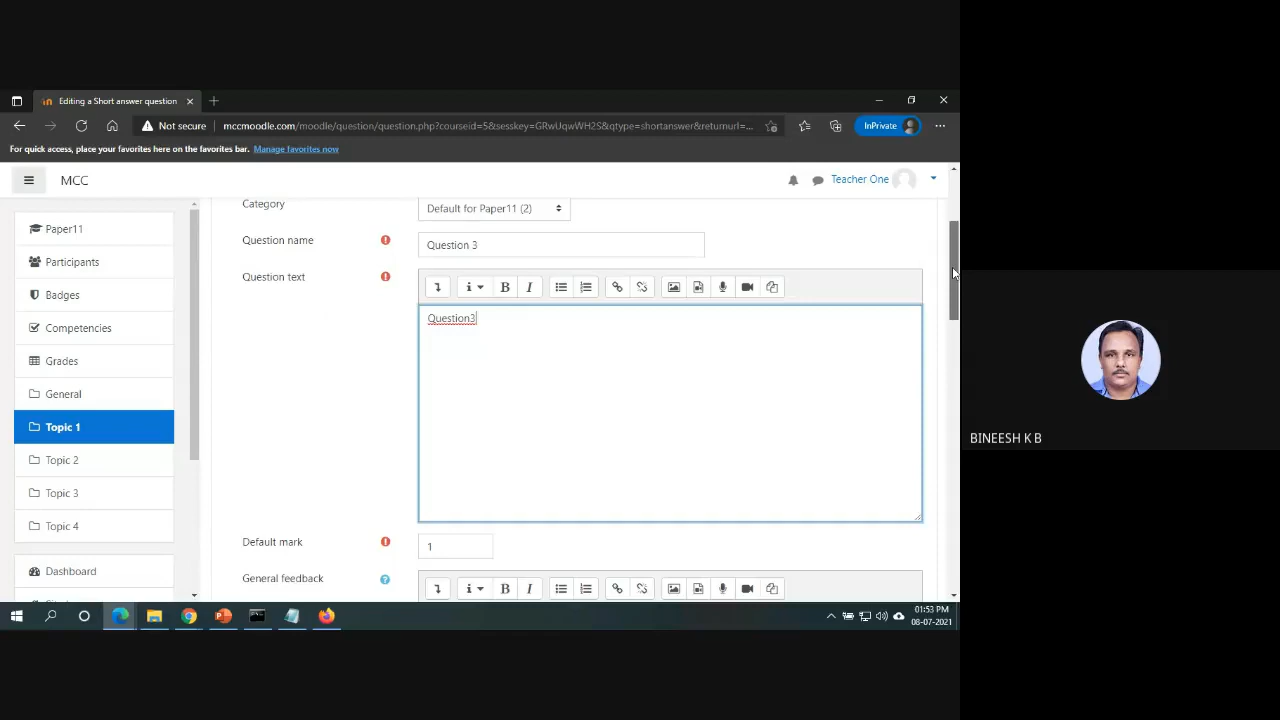 Editing a Short answer question
Not secure
mccmoodle.com/moodle/question/question.php?courseid=5&sesskey=GRwUqwWH2S&qtype=shortanswer&returnurl=...
InPrivate
For quick access, place your favorites here on the favorites bar. Manage favorites now
MCC
Teacher One
Paper11
Participants
Badges
Competencies
Grades
General
Topic 1
Topic 2
Topic 3
Topic 4
Dashboard
Category
Default for Paper11 (2)
Question name
Question 3
Question text
Question3
Default mark
1
General feedback
BINEESH K B
01:53 PM
08-07-2021